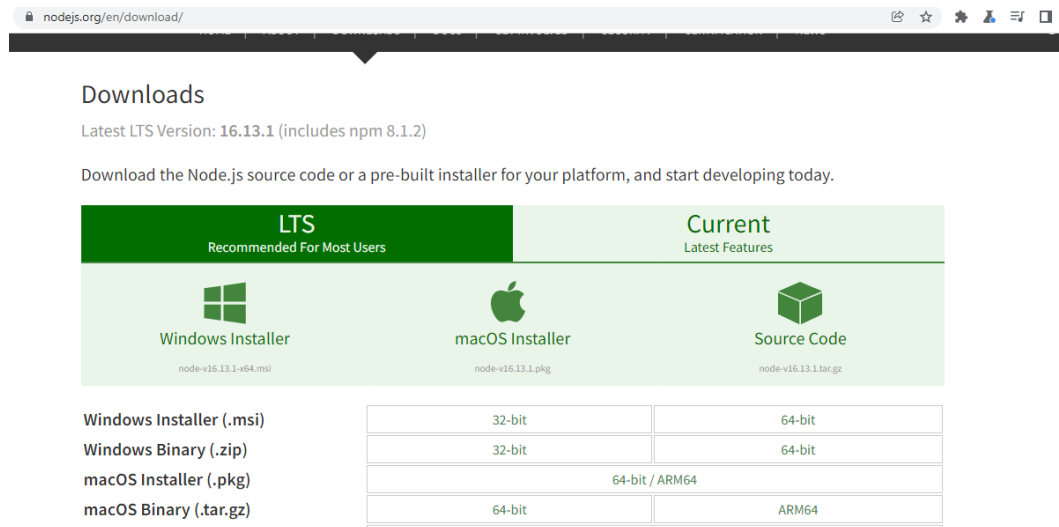 nodejs.org/en/download/
Downloads
Latest LTS Version: 16.13.1 (includes npm 8.1.2)
Download the Node.js source code or a pre-built installer for your platform, and start developing today.
LTS
Recommended For Most Users
Current
Latest Features
Windows Installer
macOS Installer
Source Code
node-v16.13.1-x64.msi
node-v16.13.1.pkg
node-v16.13.1.tar.gz
Windows Installer (.msi) 32-bit 64-bit
Windows Binary (.zip) 32-bit 64-bit
macOS Installer (.pkg) 64-bit / ARM64
macOS Binary (.tar.gz) 64-bit ARM64